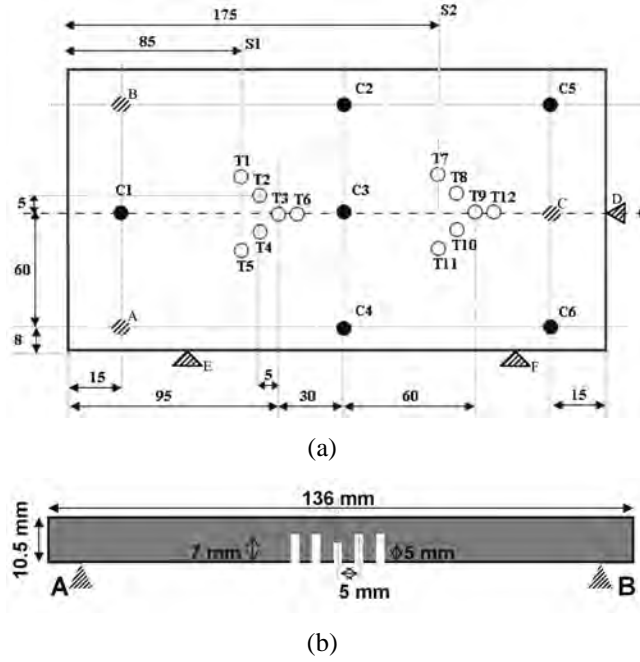 175
S2
85
S1
B
C2
C5
T1
T7
T2
T8
5
C1
T3
T6
C3
T9
T12
D
T4
T10
T5
T11
C
60
A
C4
C6
8
E
F
5
15
95
30
60
15
(a)
136 mm
10.5 mm
7 mm
ϕ5 mm
A
B
5 mm
(b)